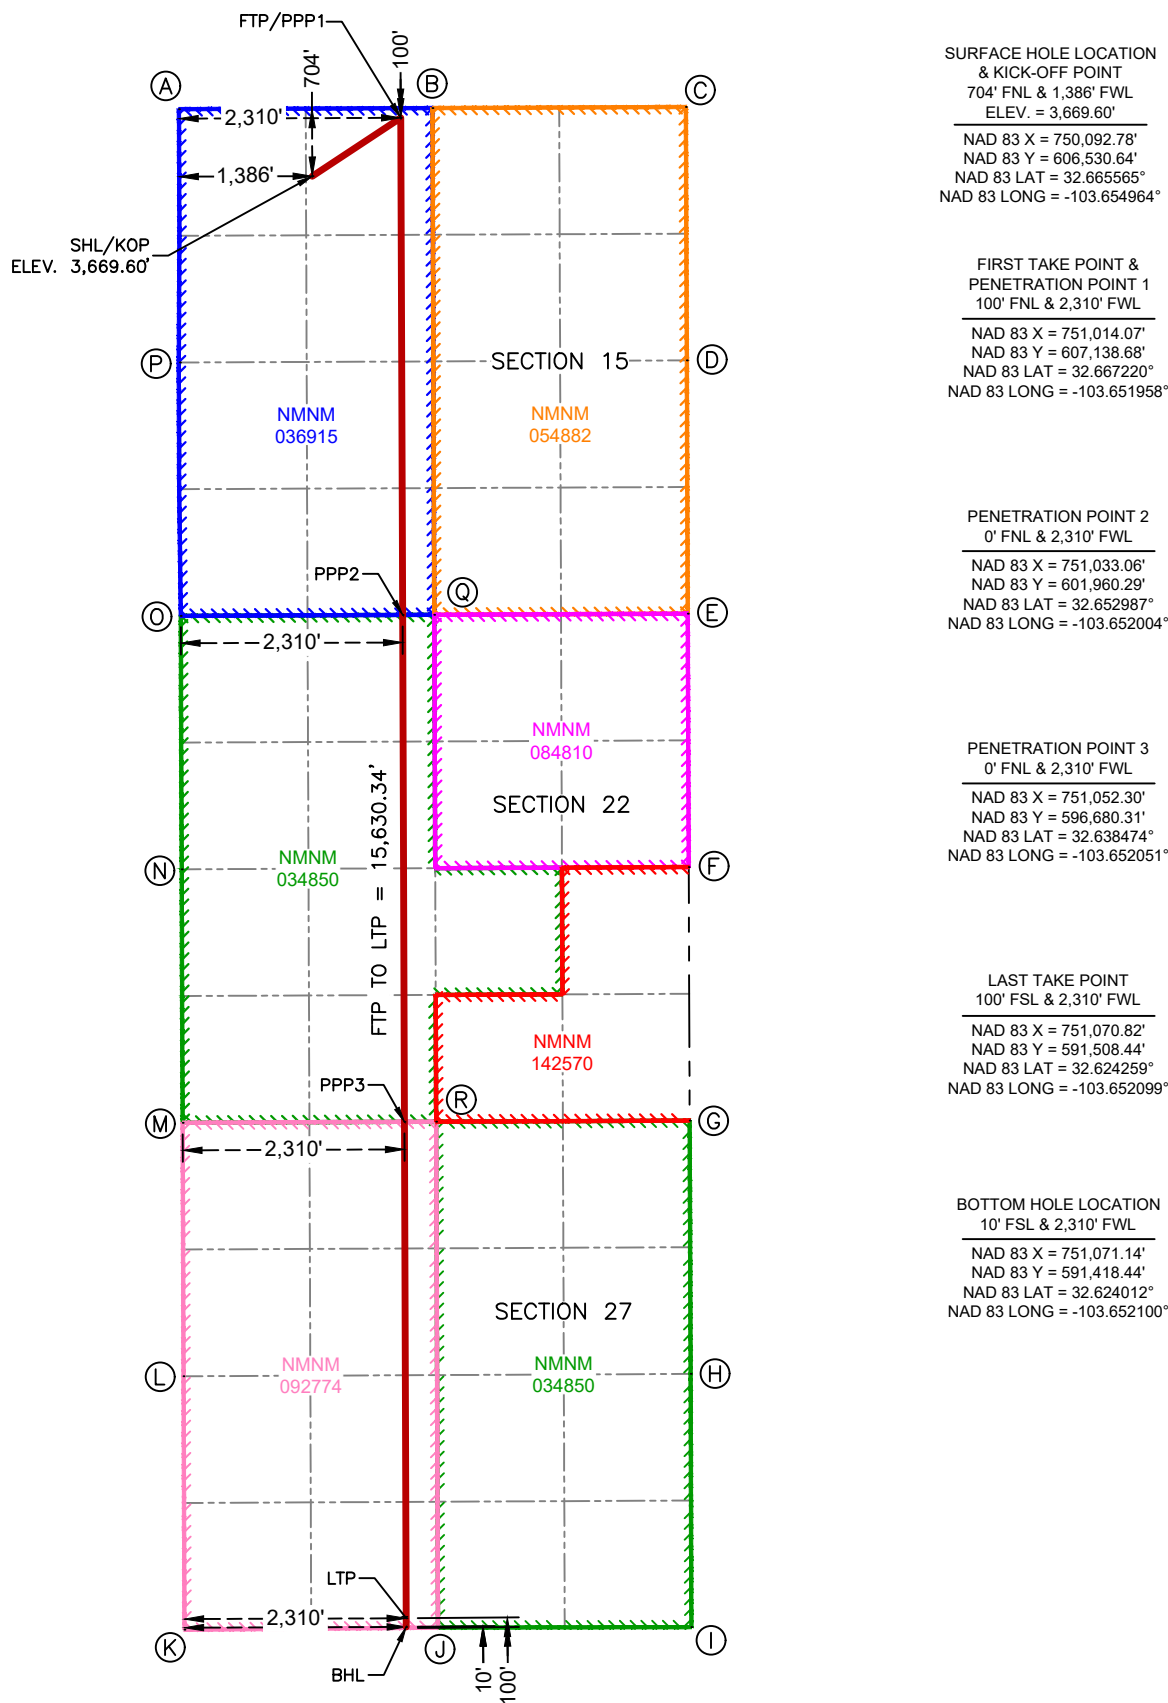 FTP/PPP1
704'
100'
A
B
C
2,310'
1,386'
SHL/KOP
ELEV. 3,669.60'
P
SECTION 15
D
NMNM
036915
NMNM
054882
PPP2
O
Q
E
2,310'
NMNM
084810
SECTION 22
FTP TO LTP = 15,630.34'
N
NMNM
034850
F
NMNM
142570
PPP3
R
M
G
2,310'
SECTION 27
L
NMNM
092774
NMNM
034850
H
LTP
2,310'
K
J
I
BHL
10'
100'
SURFACE HOLE LOCATION
& KICK-OFF POINT
704' FNL & 1,386' FWL
ELEV. = 3,669.60'
NAD 83 X = 750,092.78'
NAD 83 Y = 606,530.64'
NAD 83 LAT = 32.665565°
NAD 83 LONG = -103.654964°
FIRST TAKE POINT &
PENETRATION POINT 1
100' FNL & 2,310' FWL
NAD 83 X = 751,014.07'
NAD 83 Y = 607,138.68'
NAD 83 LAT = 32.667220°
NAD 83 LONG = -103.651958°
PENETRATION POINT 2
0' FNL & 2,310' FWL
NAD 83 X = 751,033.06'
NAD 83 Y = 601,960.29'
NAD 83 LAT = 32.652987°
NAD 83 LONG = -103.652004°
PENETRATION POINT 3
0' FNL & 2,310' FWL
NAD 83 X = 751,052.30'
NAD 83 Y = 596,680.31'
NAD 83 LAT = 32.638474°
NAD 83 LONG = -103.652051°
LAST TAKE POINT
100' FSL & 2,310' FWL
NAD 83 X = 751,070.82'
NAD 83 Y = 591,508.44'
NAD 83 LAT = 32.624259°
NAD 83 LONG = -103.652099°
BOTTOM HOLE LOCATION
10' FSL & 2,310' FWL
NAD 83 X = 751,071.14'
NAD 83 Y = 591,418.44'
NAD 83 LAT = 32.624012°
NAD 83 LONG = -103.652100°